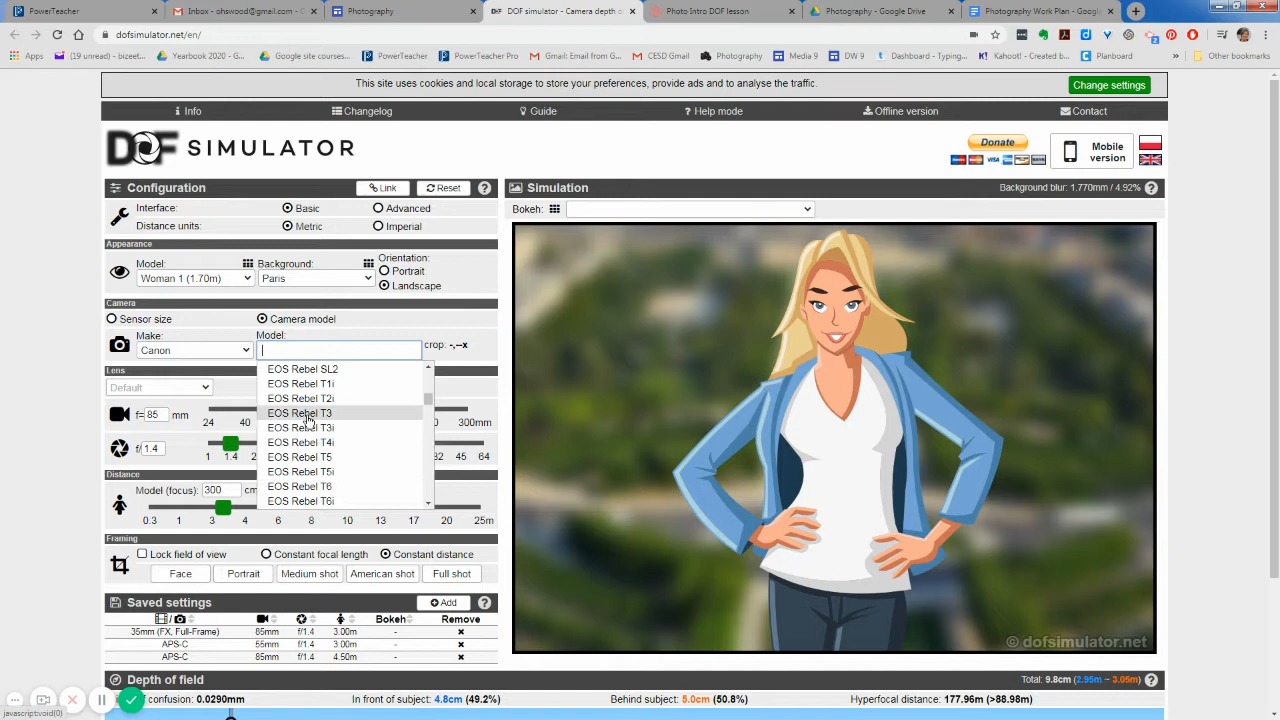 PowerTeacher
Inbox - ohswood@gmail.com - C
Photography
DOF simulator - Camera depth o
Photo Intro DOF lesson
Photography - Google Drive
Photography Work Plan - Google
dofsimulator.net/en/
Apps
(19 unread) - bizeet...
Yearbook 2020 - G...
Google site course...
PowerTeacher
PowerTeacher Pro
Gmail: Email from G...
CESD Gmail
Photography
Media 9
DW 9
Dashboard - Typing...
Kahoot! - Created b...
Planboard
»
Other bookmarks
This site uses cookies and local storage to store your preferences, provide ads and to analyse the traffic.
Change settings
Info
Changelog
Guide
Help mode
Offline version
Contact
DOF SIMULATOR
Donate
Mobile version
Configuration
Link
Reset
Interface:
Basic
Advanced
Distance units:
Metric
Imperial
Appearance
Model:
Background:
Orientation:
Woman 1 (1.70m)
Paris
Portrait
Landscape
Camera
Sensor size
Camera model
Make:
Model:
Canon
crop: -,--x
EOS Rebel SL2
EOS Rebel T1i
EOS Rebel T2i
EOS Rebel T3
EOS Rebel T3i
EOS Rebel T4i
EOS Rebel T5
EOS Rebel T5i
EOS Rebel T6
EOS Rebel T6i
Lens
Default
f= 85 mm
24 40
0 300mm
f/ 1.4
1 1.4 2
32 45 64
Distance
Model (focus): 300 cm
0.3 1 3 4 6 8 10 13 17 20 25m
Framing
Lock field of view
Constant focal length
Constant distance
Face
Portrait
Medium shot
American shot
Full shot
Saved settings
Add
Bokeh
Remove
35mm (FX, Full-Frame) 85mm f/1.4 3.00m -
APS-C 55mm f/1.4 3.00m -
APS-C 85mm f/1.4 4.50m -
Simulation
Background blur: 1.770mm / 4.92%
Bokeh:
© dofsimulator.net
Depth of field
Total: 9.8cm (2.95m ~ 3.05m)
confusion: 0.0290mm
In front of subject: 4.8cm (49.2%)
Behind subject: 5.0cm (50.8%)
Hyperfocal distance: 177.96m (>88.98m)
javascript:void(0)